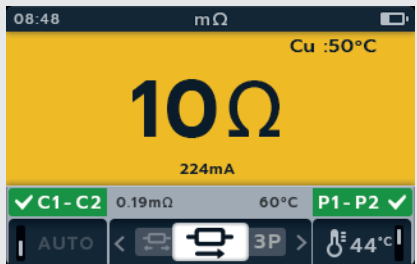 08:48 mΩ
Cu :50°C
10Ω
224mA
✓ C1-C2 0.19mΩ 60°C P1-P2 ✓
AUTO < 3P > 44°C